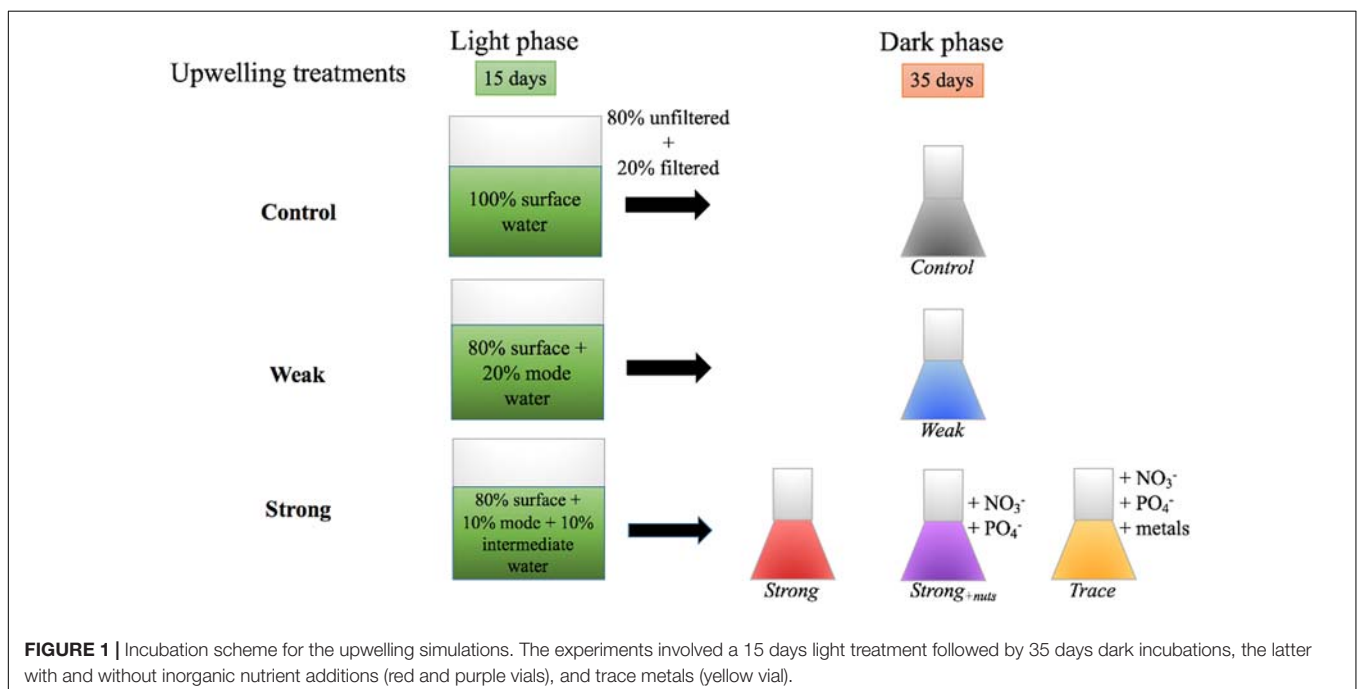 Light phase
Dark phase
Upwelling treatments
15 days
35 days
80% unfiltered
+
20% filtered
Control
100% surface
water
Control
Weak
80% surface +
20% mode
water
Weak
Strong
80% surface +
10% mode + 10%
intermediate
water
+ NO₃⁻
+ PO₄⁻
+ NO₃⁻
+ PO₄⁻
+ metals
Strong
Strong₊nuts
Trace
FIGURE 1 | Incubation scheme for the upwelling simulations. The experiments involved a 15 days light treatment followed by 35 days dark incubations, the latter
with and without inorganic nutrient additions (red and purple vials), and trace metals (yellow vial).